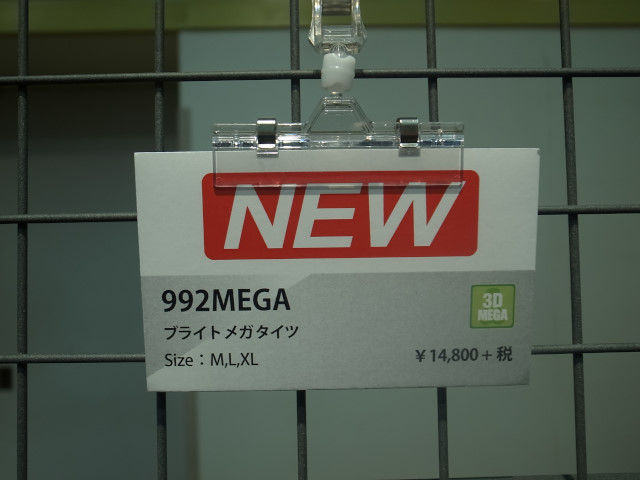 NEW
992MEGA
ブライトメガタイツ
Size：M,L,XL
3D
MEGA
¥14,800+税